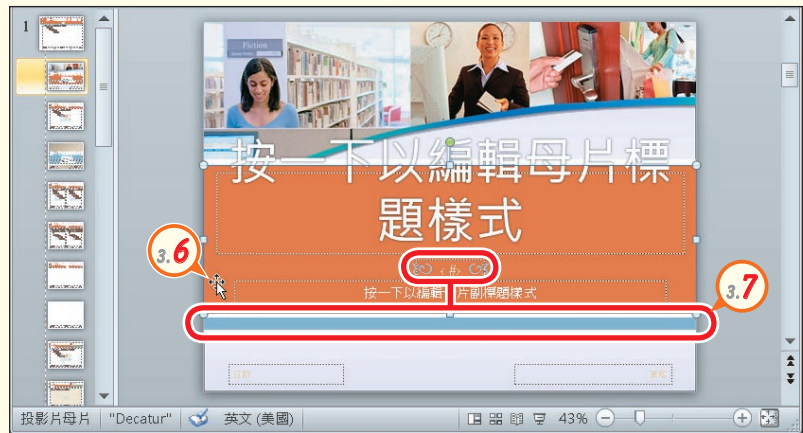 1
Fiction
按一下以編輯母片標
題樣式
3.6
‹#›
按一下以編輯
片副標題樣式
3.7
投影片母片
"Decatur"
英文 (美國)
43%